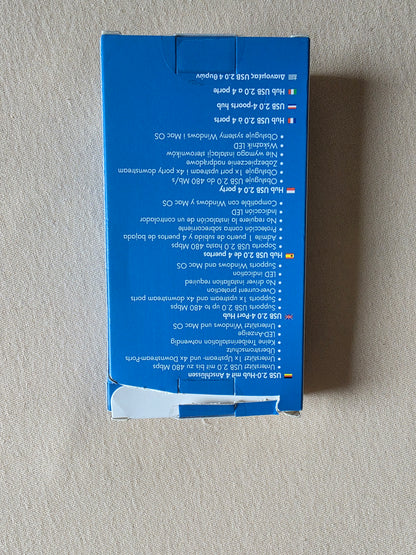 USB 2.0-Hub mit 4 Anschlüssen
• Unterstützt USB 2.0 mit bis zu 480 Mbps
• Unterstützt 1x Upstream- und 4x Downstream-Ports
• Überstromschutz
• Keine Treiberinstallation notwendig
• LED-Anzeige
• Unterstützt Windows und Mac OS
USB 2.0 4-Port Hub
• Supports USB 2.0 up to 480 Mbps
• Supports 1x upstream and 4x downstream ports
• Over-current protection
• No driver installation required
• LED indication
• Supports Windows and Mac OS
Hub USB 2.0 de 4 puertos
• Soporta USB 2.0 hasta 480 Mbps
• Admite 1 puerto de subida y 4 puertos de bajada
• Protección contra sobrecorriente
• No requiere la instalación de un controlador
• Indicación LED
• Compatible con Windows y Mac OS
Hub USB 2.0 4 porty
• Obsługuje USB 2.0 do 480 Mb/s
• Obsługuje 1x port upstream i 4x porty downstream
• Zabezpieczenie nadprądowe
• Nie wymaga instalacji sterowników
• Wskaźnik LED
• Obsługuje systemy Windows i Mac OS
Hub USB 2.0 à 4 ports
USB 2.0 4-poorts hub
Hub USB 2.0 a 4 porte
Διανομέας USB 2.0 4 θυρών